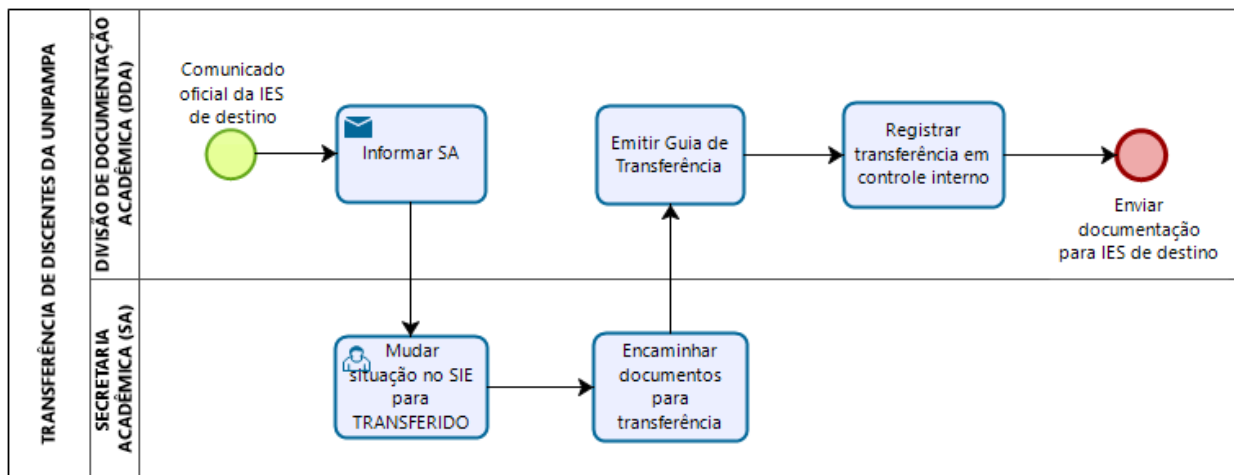 TRANSFERÊNCIA DE DISCENTES DA UNIPAMPA
DIVISÃO DE DOCUMENTAÇÃO
ACADÊMICA (DDA)
Comunicado
oficial da IES
de destino
Informar SA
Emitir Guia de
Transferência
Registrar
transferência em
controle interno
Enviar
documentação
para IES de destino
SECRETARIA
ACADÊMICA (SA)
Mudar
situação no SIE
para
TRANSFERIDO
Encaminhar
documentos
para
transferência